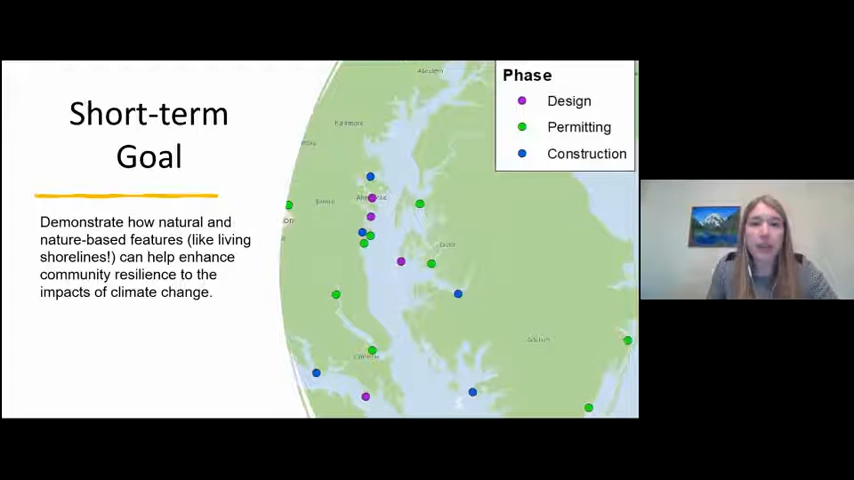 Short-term
Goal
Demonstrate how natural and
nature-based features (like living
shorelines!) can help enhance
community resilience to the
impacts of climate change.
Phase
Design
Permitting
Construction